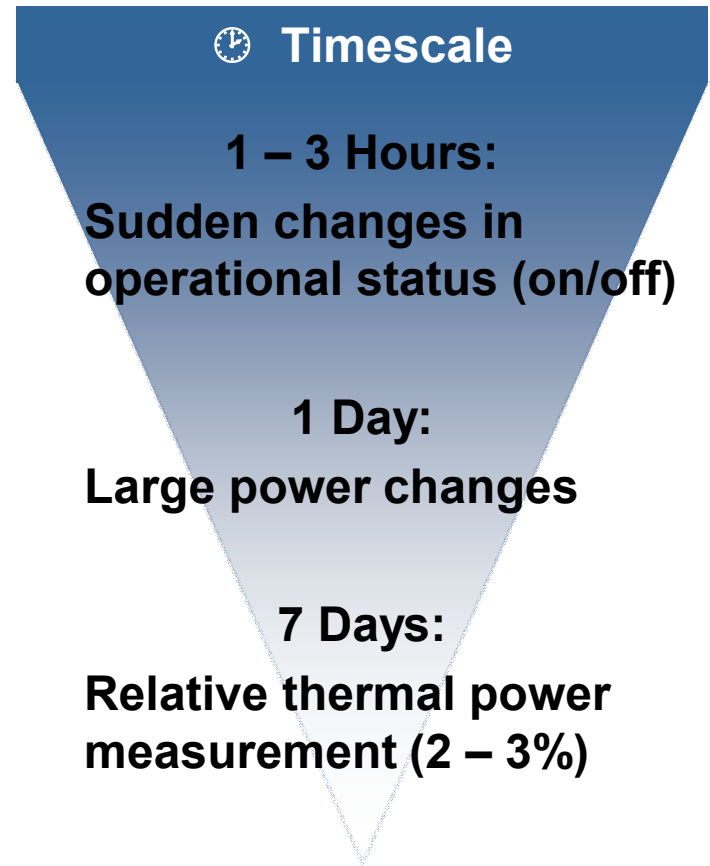 Timescale
1 – 3 Hours:
Sudden changes in
operational status (on/off)
1 Day:
Large power changes
7 Days:
Relative thermal power
measurement (2 – 3%)